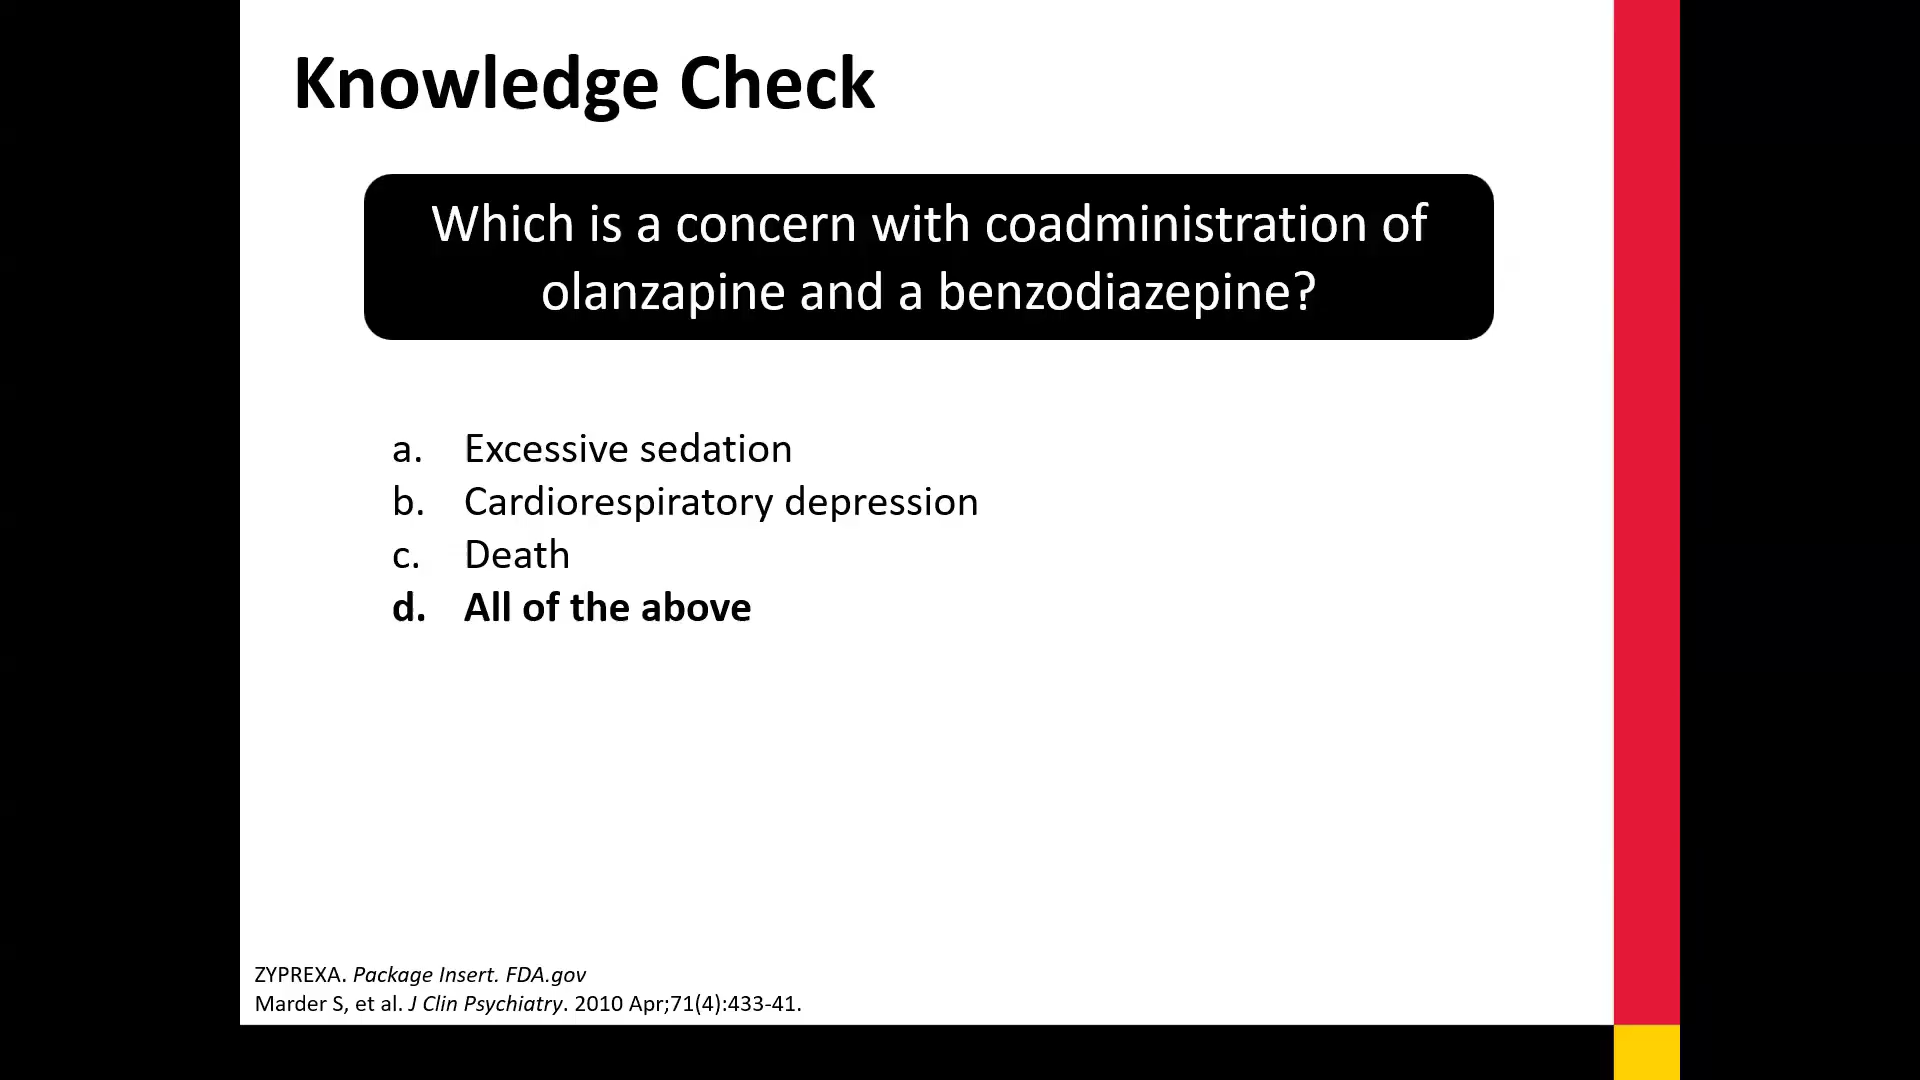 Knowledge Check
Which is a concern with coadministration of
olanzapine and a benzodiazepine?
a. Excessive sedation
b. Cardiorespiratory depression
c. Death
d. All of the above
ZYPREXA. Package Insert. FDA.gov
Marder S, et al. J Clin Psychiatry. 2010 Apr;71(4):433-41.